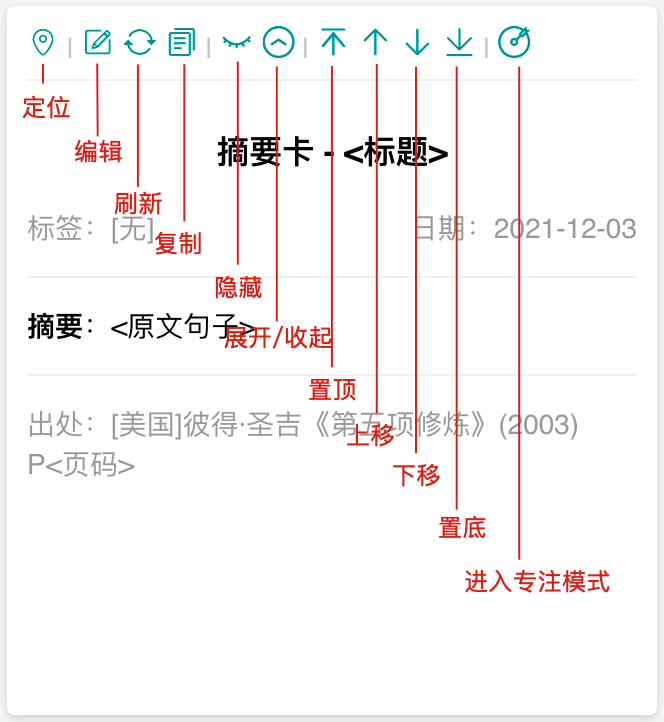 定位
编辑
摘要卡 - <标题>
刷新
标签：[无]
日期：2021-12-03
复制
隐藏
摘要：<原文句子>
展开/收起
置顶
出处：[美国]彼得·圣吉《第五项修炼》(2003)
上移
P<页码>
下移
置底
进入专注模式